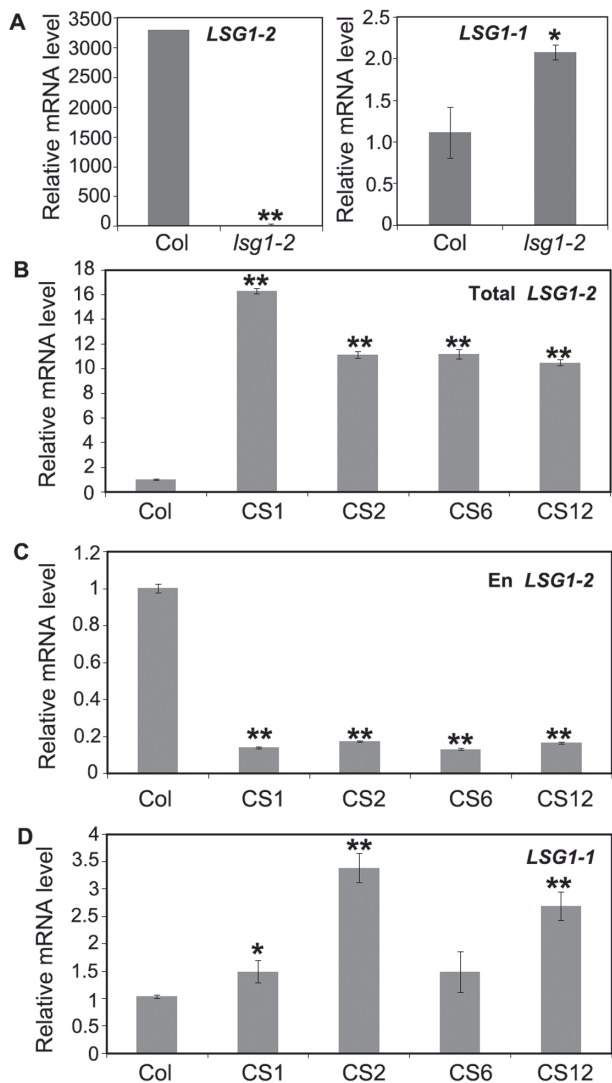 A
Relative mRNA level
3500
3000
2500
2000
1500
1000
500
0
LSG1-2
**
Col
lsg1-2
Relative mRNA level
2.5
2.0
1.5
1.0
0.5
0
LSG1-1
*
Col
lsg1-2
B
Relative mRNA level
18
16
14
12
10
8
6
4
2
0
Total LSG1-2
**
**
**
**
Col
CS1
CS2
CS6
CS12
C
Relative mRNA level
1.2
1
0.8
0.6
0.4
0.2
0
En LSG1-2
**
**
**
**
Col
CS1
CS2
CS6
CS12
D
Relative mRNA level
4
3.5
3
2.5
2
1.5
1
0.5
0
LSG1-1
*
**
**
Col
CS1
CS2
CS6
CS12